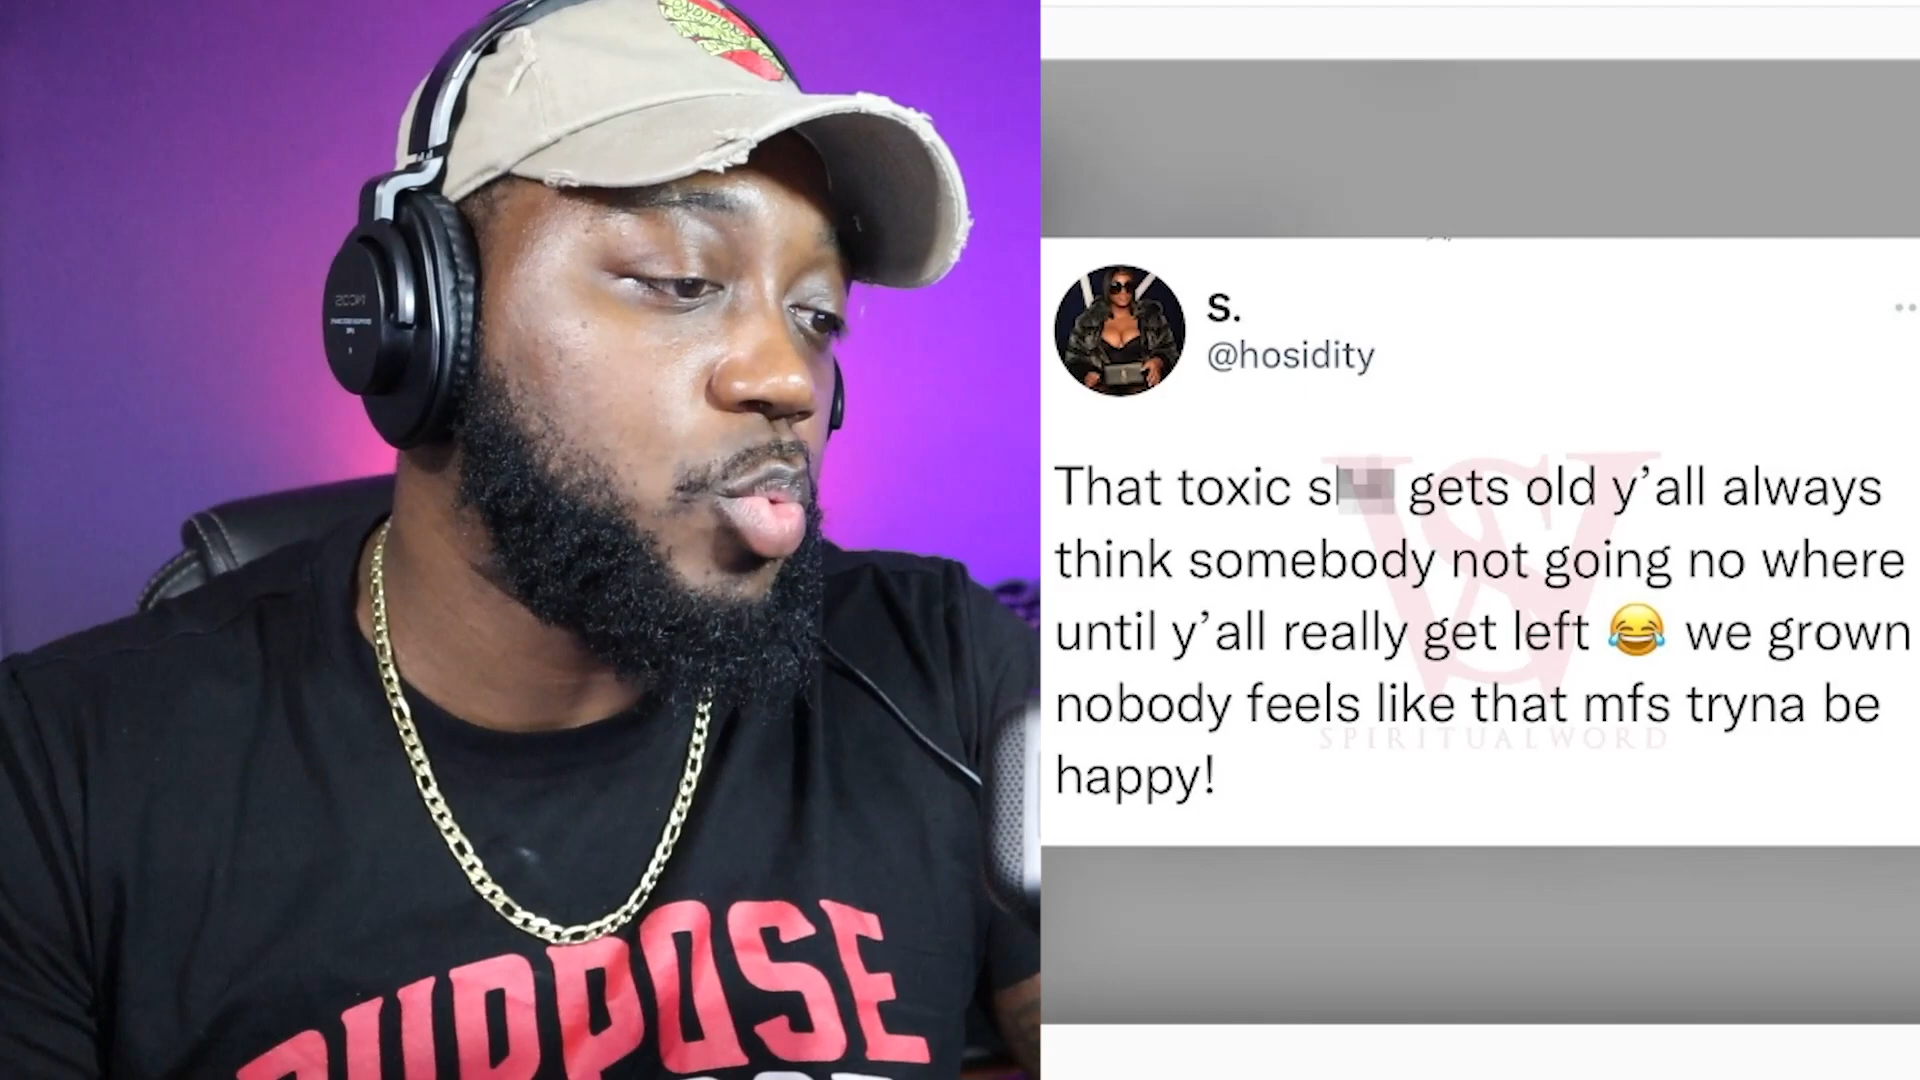 S.
@hosidity
That toxic s gets old y’all always
think somebody not going no where
until y’all really get left 😂 we grown
nobody feels like that mfs tryna be
happy!
SPIRITUALWORD
PURPOSE